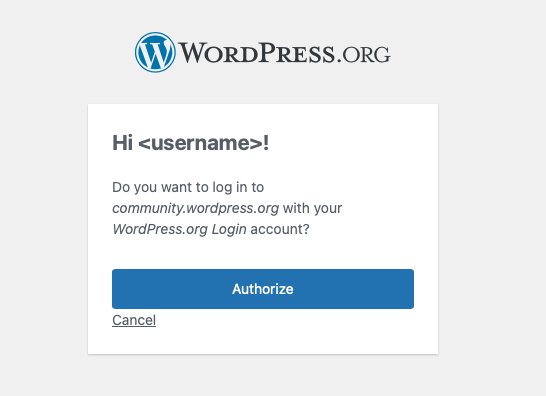 WORDPRESS.ORG
Hi <username>!
Do you want to log in to
community.wordpress.org with your
WordPress.org Login account?
Authorize
Cancel